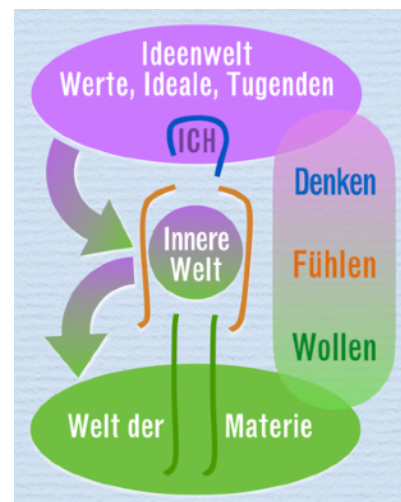 Ideenwelt
Werte, Ideale, Tugenden
ICH
Denken
Innere
Welt
Fühlen
Wollen
Welt der Materie